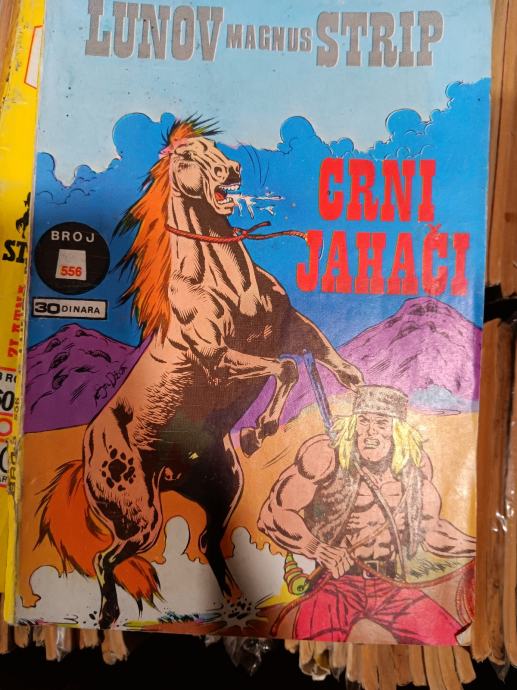 LUNOV MAGNUS STRIP
CRNI
JAHAČI
BROJ
556
30 DINARA